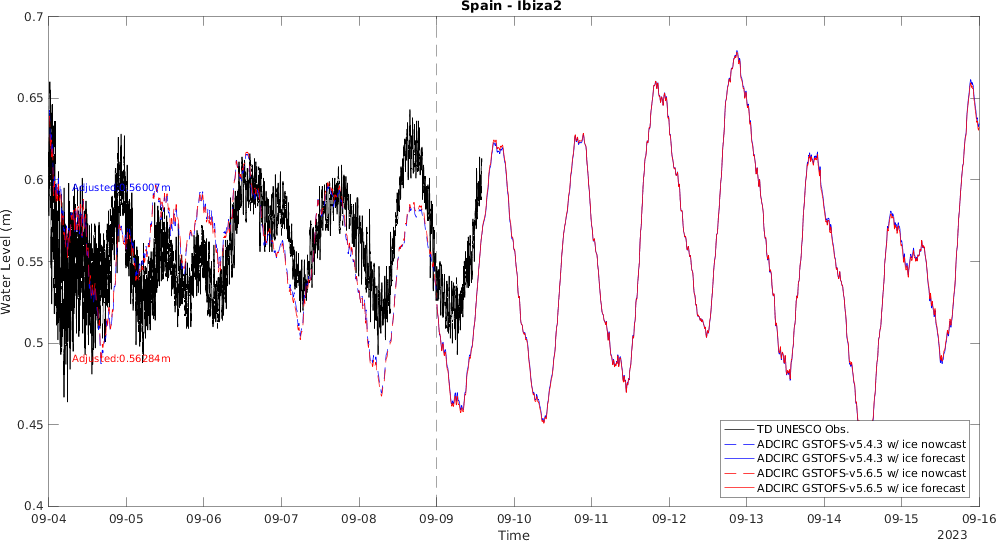 Spain - Ibiza2
0.7
0.65
0.6
0.55
0.5
0.45
0.4
Water Level (m)
Adjusted:0.56007m
Adjusted:0.56284m
TD UNESCO Obs.
ADCIRC GSTOFS-v5.4.3 w/ ice nowcast
ADCIRC GSTOFS-v5.4.3 w/ ice forecast
ADCIRC GSTOFS-v5.6.5 w/ ice nowcast
ADCIRC GSTOFS-v5.6.5 w/ ice forecast
09-04 09-05 09-06 09-07 09-08 09-09 09-10 09-11 09-12 09-13 09-14 09-15 09-16
Time
2023